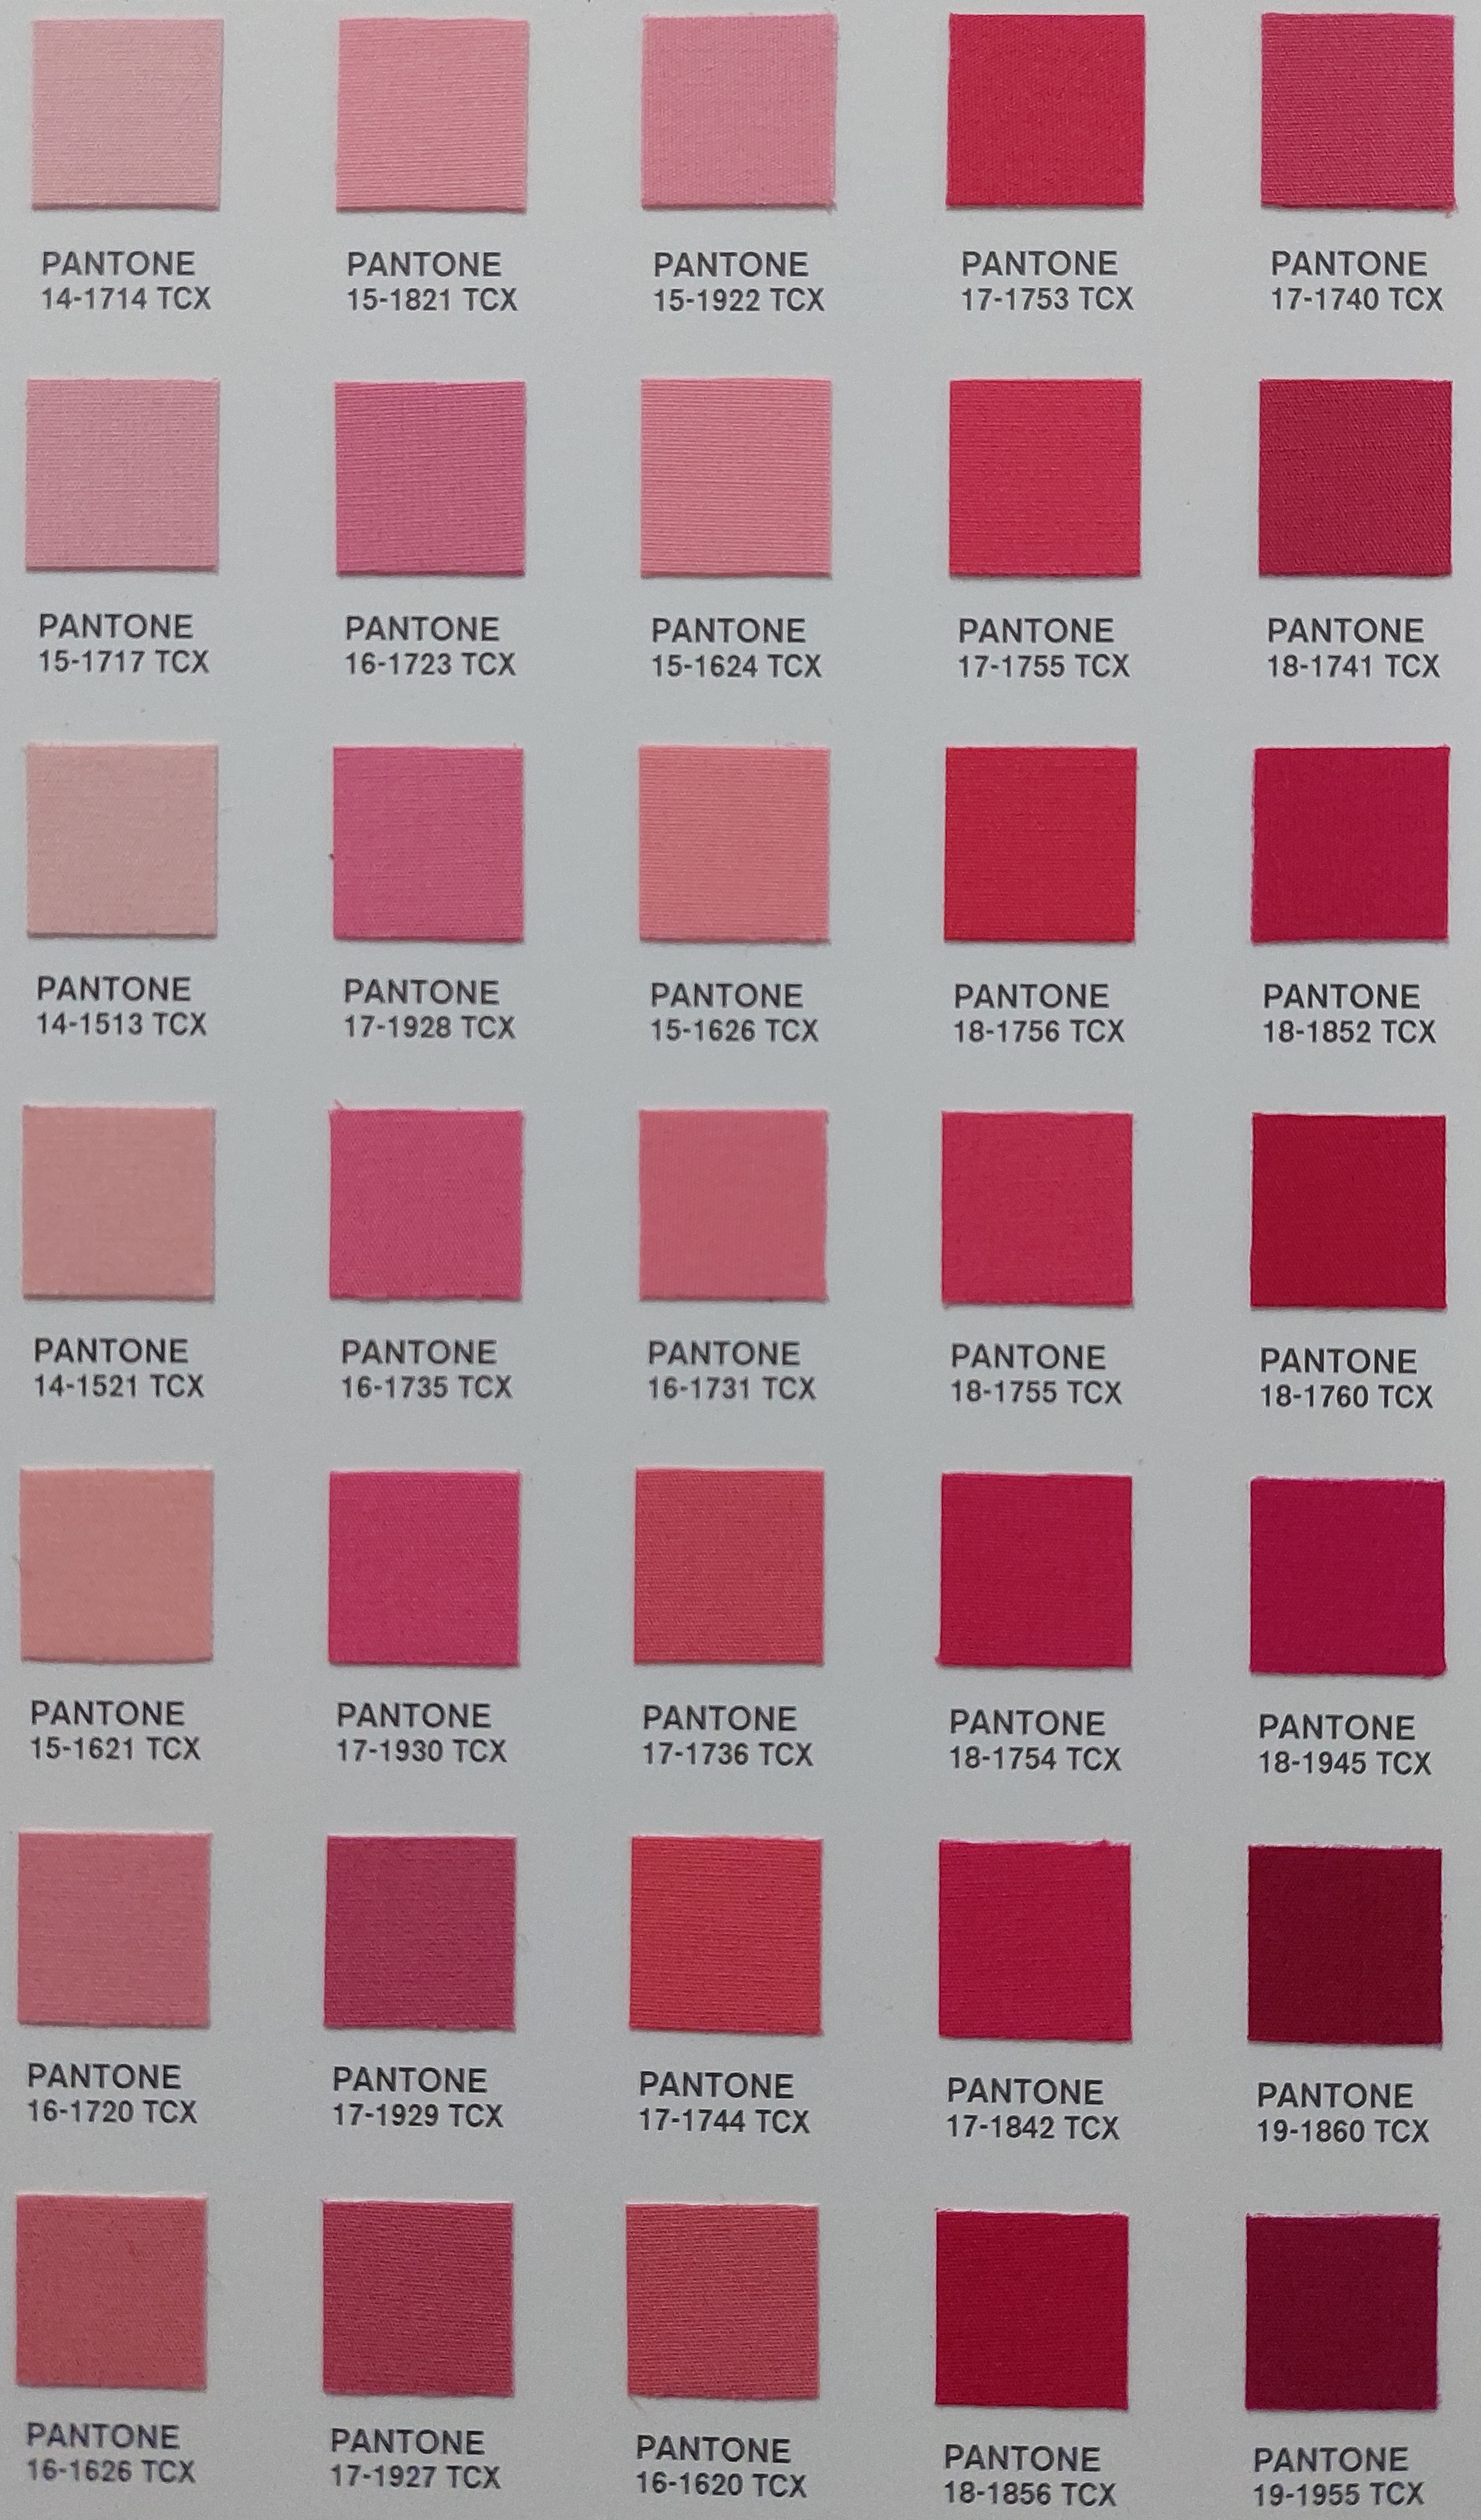 PANTONE
14-1714 TCX
PANTONE
15-1821 TCX
PANTONE
15-1922 TCX
PANTONE
17-1753 TCX
PANTONE
17-1740 TCX
PANTONE
15-1717 TCX
PANTONE
16-1723 TCX
PANTONE
15-1624 TCX
PANTONE
17-1755 TCX
PANTONE
18-1741 TCX
PANTONE
14-1513 TCX
PANTONE
17-1928 TCX
PANTONE
15-1626 TCX
PANTONE
18-1756 TCX
PANTONE
18-1852 TCX
PANTONE
14-1521 TCX
PANTONE
16-1735 TCX
PANTONE
16-1731 TCX
PANTONE
18-1755 TCX
PANTONE
18-1760 TCX
PANTONE
15-1621 TCX
PANTONE
17-1930 TCX
PANTONE
17-1736 TCX
PANTONE
18-1754 TCX
PANTONE
18-1945 TCX
PANTONE
16-1720 TCX
PANTONE
17-1929 TCX
PANTONE
17-1744 TCX
PANTONE
17-1842 TCX
PANTONE
19-1860 TCX
PANTONE
16-1626 TCX
PANTONE
17-1927 TCX
PANTONE
16-1620 TCX
PANTONE
18-1856 TCX
PANTONE
19-1955 TCX